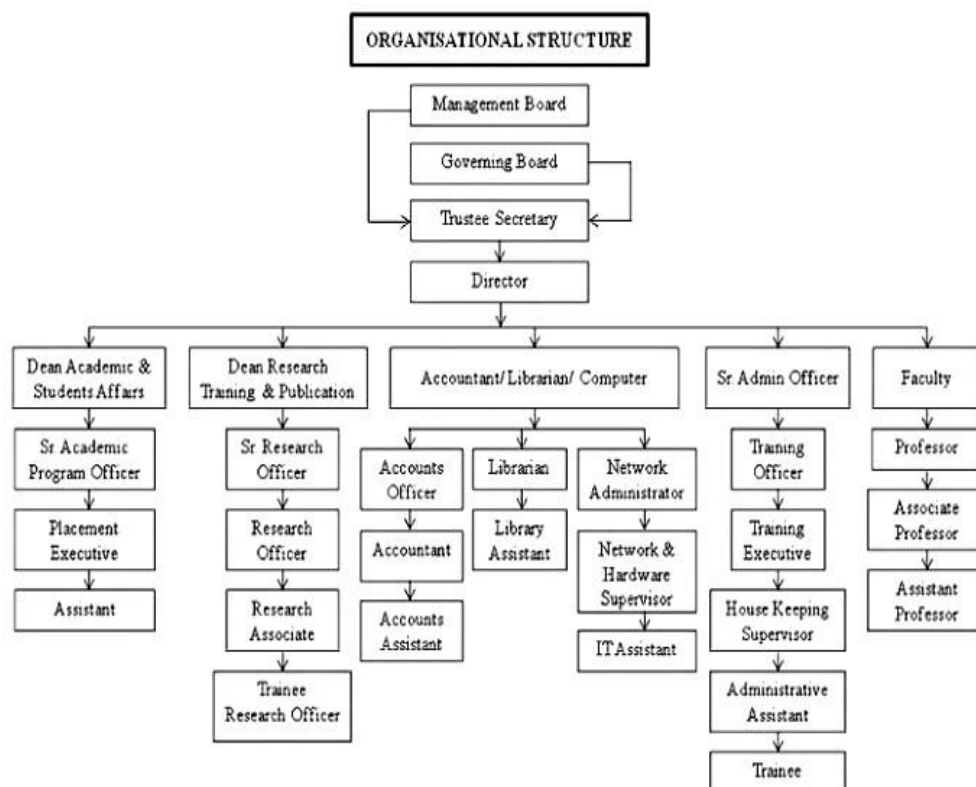 ORGANISATIONAL STRUCTURE
Management Board
Governing Board
Trustee Secretary
Director
Dean Academic &
Students Affairs
Dean Research
Training & Publication
Accountant/ Librarian/ Computer
Sr Admin Officer
Faculty
Sr Academic
Program Officer
Placement
Executive
Assistant
Sr Research
Officer
Research
Officer
Research
Associate
Trainee
Research Officer
Accounts
Officer
Accountant
Accounts
Assistant
Librarian
Library
Assistant
Network
Administrator
Network &
Hardware
Supervisor
IT Assistant
Training
Officer
Training
Executive
House Keeping
Supervisor
Administrative
Assistant
Trainee
Professor
Associate
Professor
Assistant
Professor